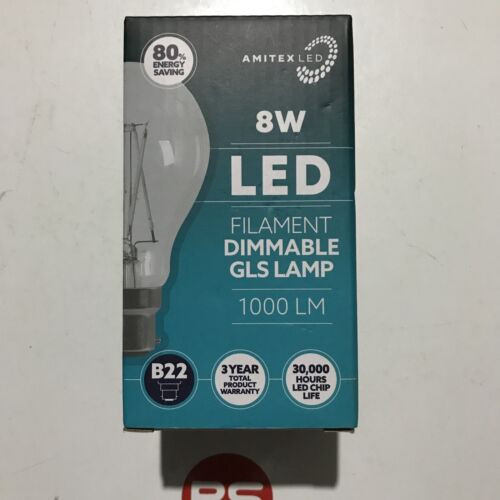 80%
ENERGY
SAVING
AMITEX LED
8W
LED
FILAMENT
DIMMABLE
GLS LAMP
1000 LM
B22
3 YEAR
TOTAL
PRODUCT
WARRANTY
30,000
HOURS
LED CHIP
LIFE